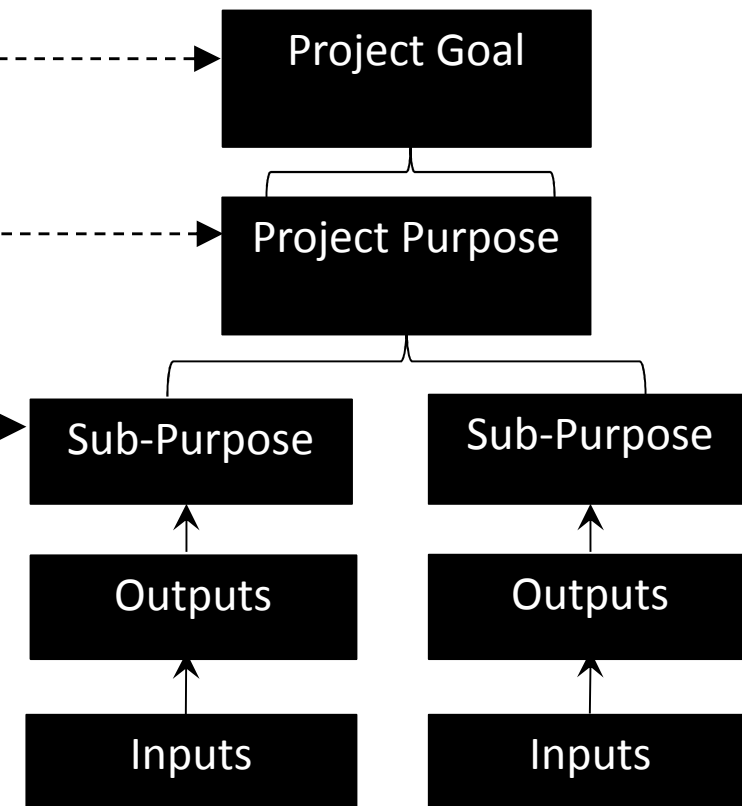 Project Goal
Project Purpose
Sub-Purpose
Sub-Purpose
Outputs
Outputs
Inputs
Inputs